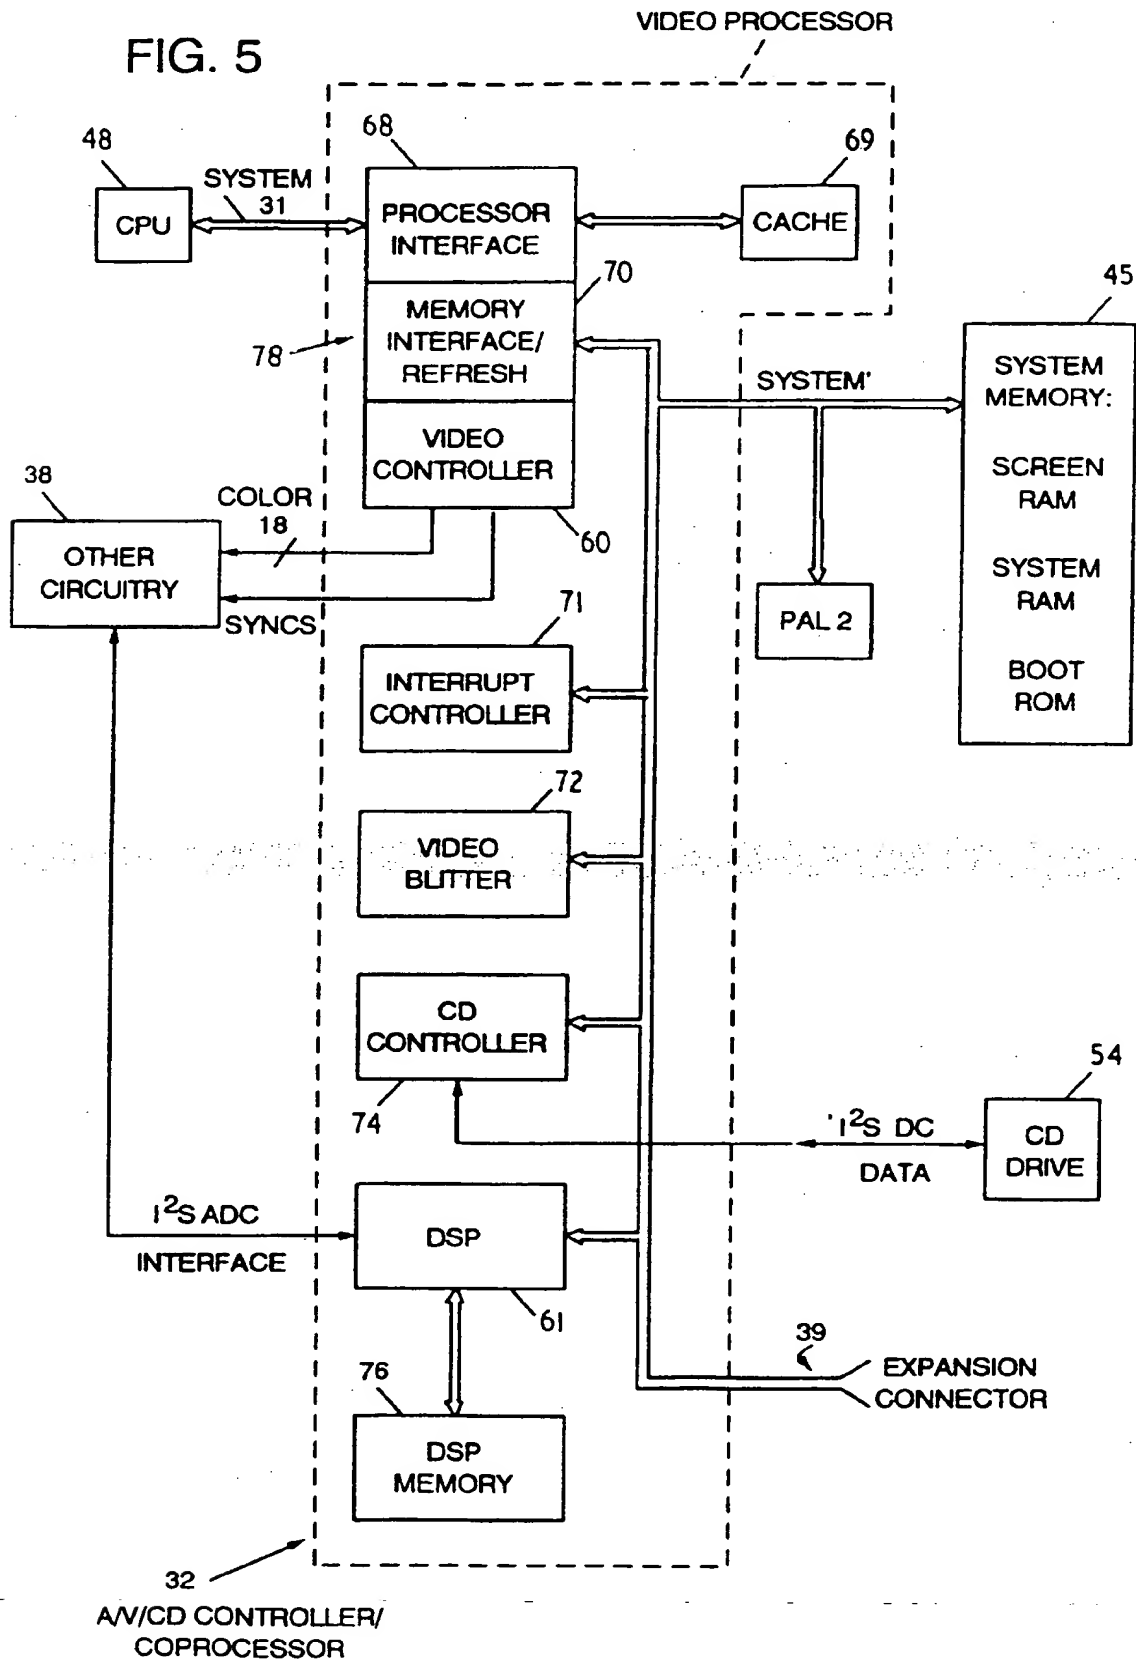 VIDEO PROCESSOR
FIG. 5
48
68
69
SYSTEM
31
CPU
PROCESSOR
INTERFACE
CACHE
70
45
78
MEMORY
INTERFACE/
REFRESH
SYSTEM'
SYSTEM
MEMORY:
SCREEN
RAM
SYSTEM
RAM
BOOT
ROM
VIDEO
CONTROLLER
60
38
COLOR
18
OTHER
CIRCUITRY
SYNCS
PAL 2
71
INTERRUPT
CONTROLLER
72
VIDEO
BLITTER
CD
CONTROLLER
74
54
I²S DC
DATA
CD
DRIVE
I²S ADC
INTERFACE
DSP
61
39
EXPANSION
CONNECTOR
76
DSP
MEMORY
32
A/V/CD CONTROLLER/
COPROCESSOR